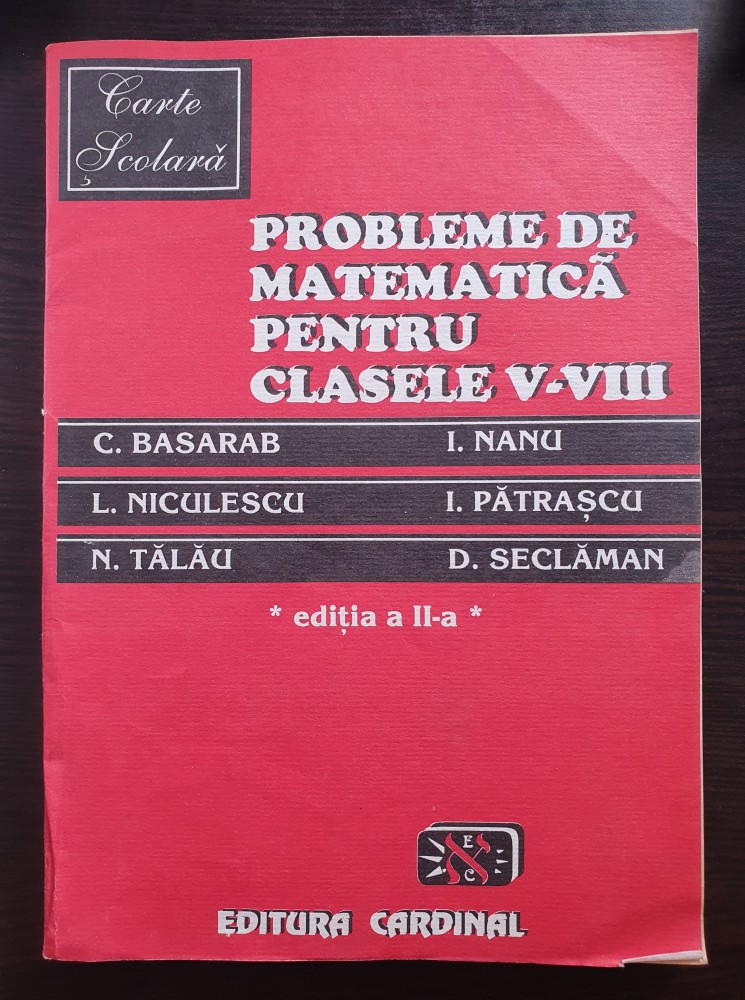 Carte
Școlară
PROBLEME DE
MATEMATICĂ
PENTRU
CLASELE V-VIII
C. BASARAB I. NANU
L. NICULESCU I. PĂTRAȘCU
N. TĂLĂU D. SECLĂMAN
* ediția a II-a *
E
א
C
EDITURA CARDINAL